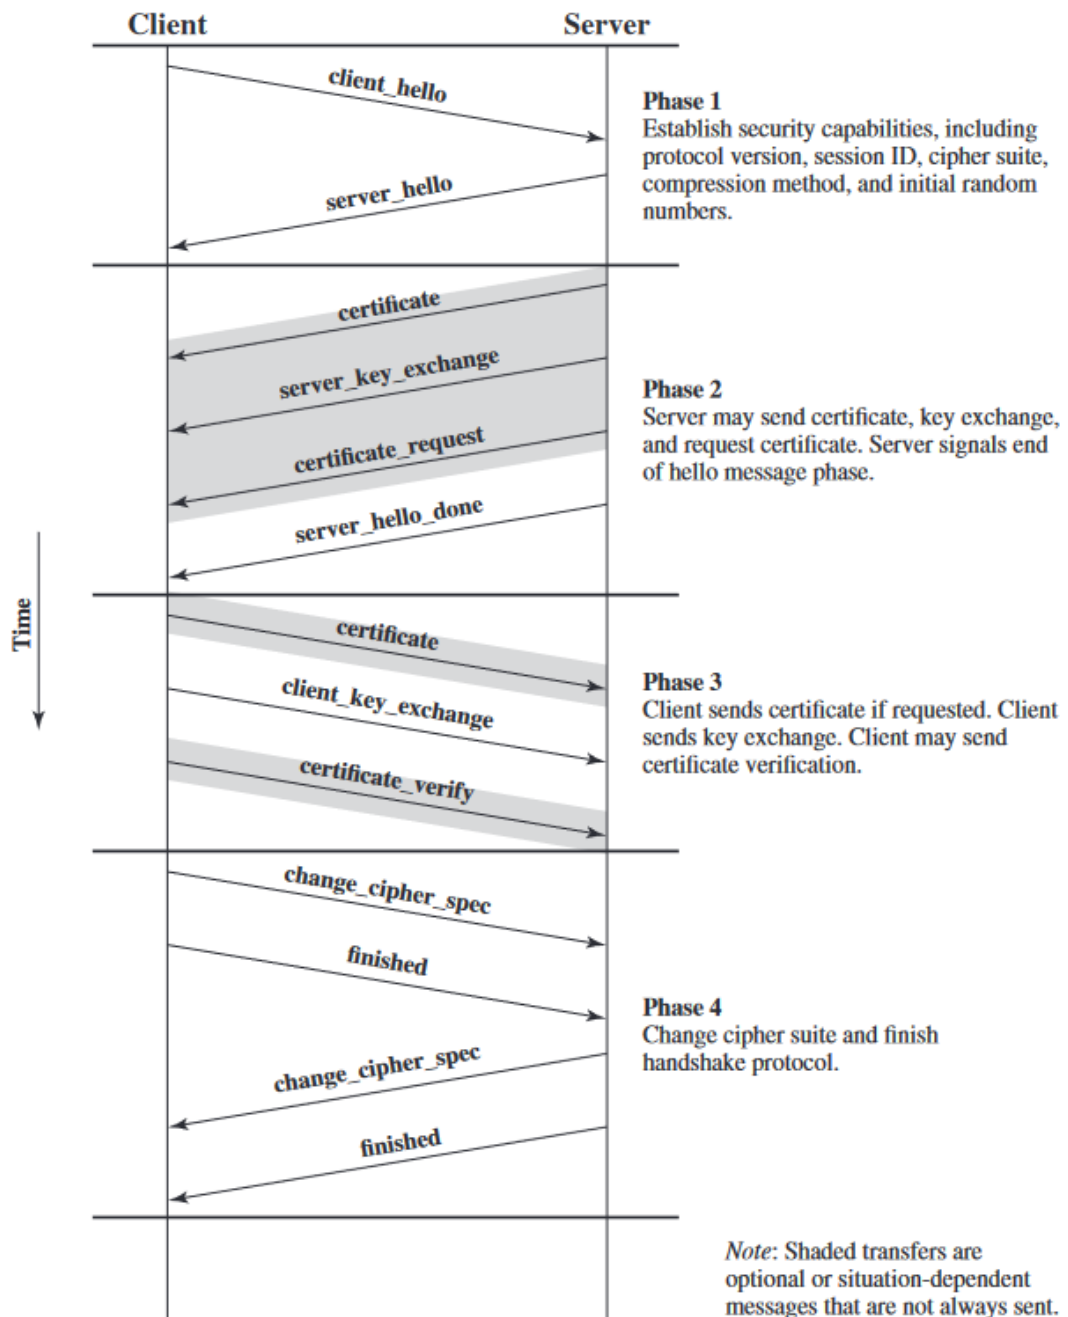 Client Server
client_hello
Phase 1
Establish security capabilities, including
protocol version, session ID, cipher suite,
compression method, and initial random
numbers.
server_hello
certificate
server_key_exchange
Phase 2
Server may send certificate, key exchange,
and request certificate. Server signals end
of hello message phase.
certificate_request
server_hello_done
Time
certificate
client_key_exchange
Phase 3
Client sends certificate if requested. Client
sends key exchange. Client may send
certificate verification.
certificate_verify
change_cipher_spec
finished
Phase 4
Change cipher suite and finish
handshake protocol.
change_cipher_spec
finished
Note: Shaded transfers are
optional or situation-dependent
messages that are not always sent.